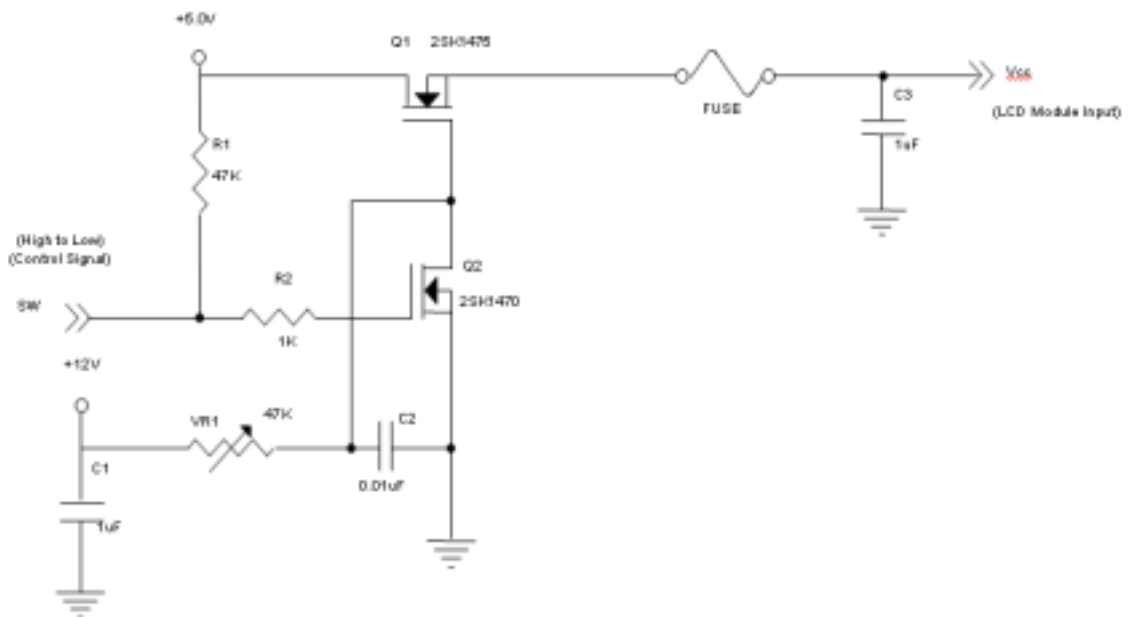 +5.0V
Q1 2SK1475
FUSE
Vcc
C3
(LCD Module Input)
1uF
R1
47K
(High to Low)
(Control Signal)
SW
R2
1K
Q2
2SK1470
+12V
VR1
47K
C2
C1
0.01uF
1uF